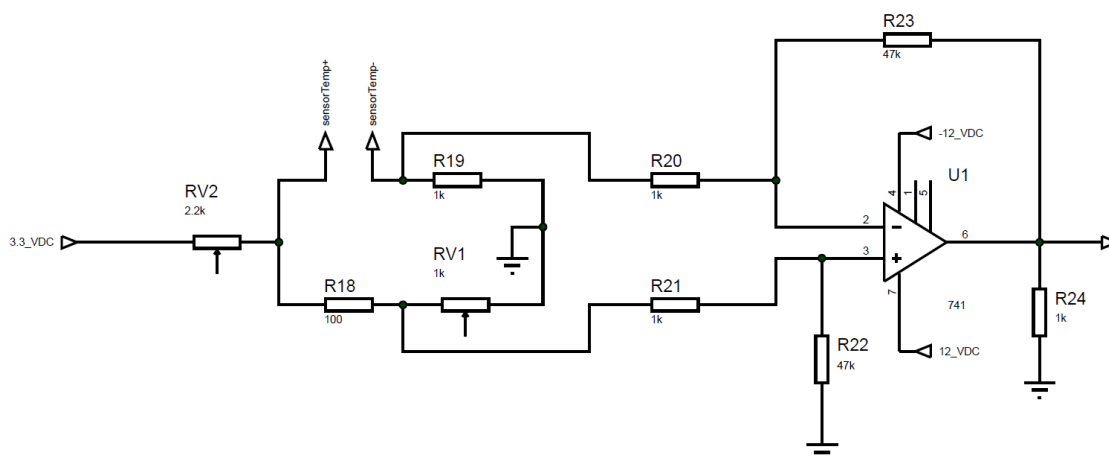 R23
47k
sensorTemp+
sensorTemp-
-12_VDC
R19
1k
R20
1k
U1
4
1
5
RV2
2.2k
2
3.3_VDC
6
3
RV1
1k
R18
100
R21
1k
7
741
R24
1k
R22
47k
12_VDC